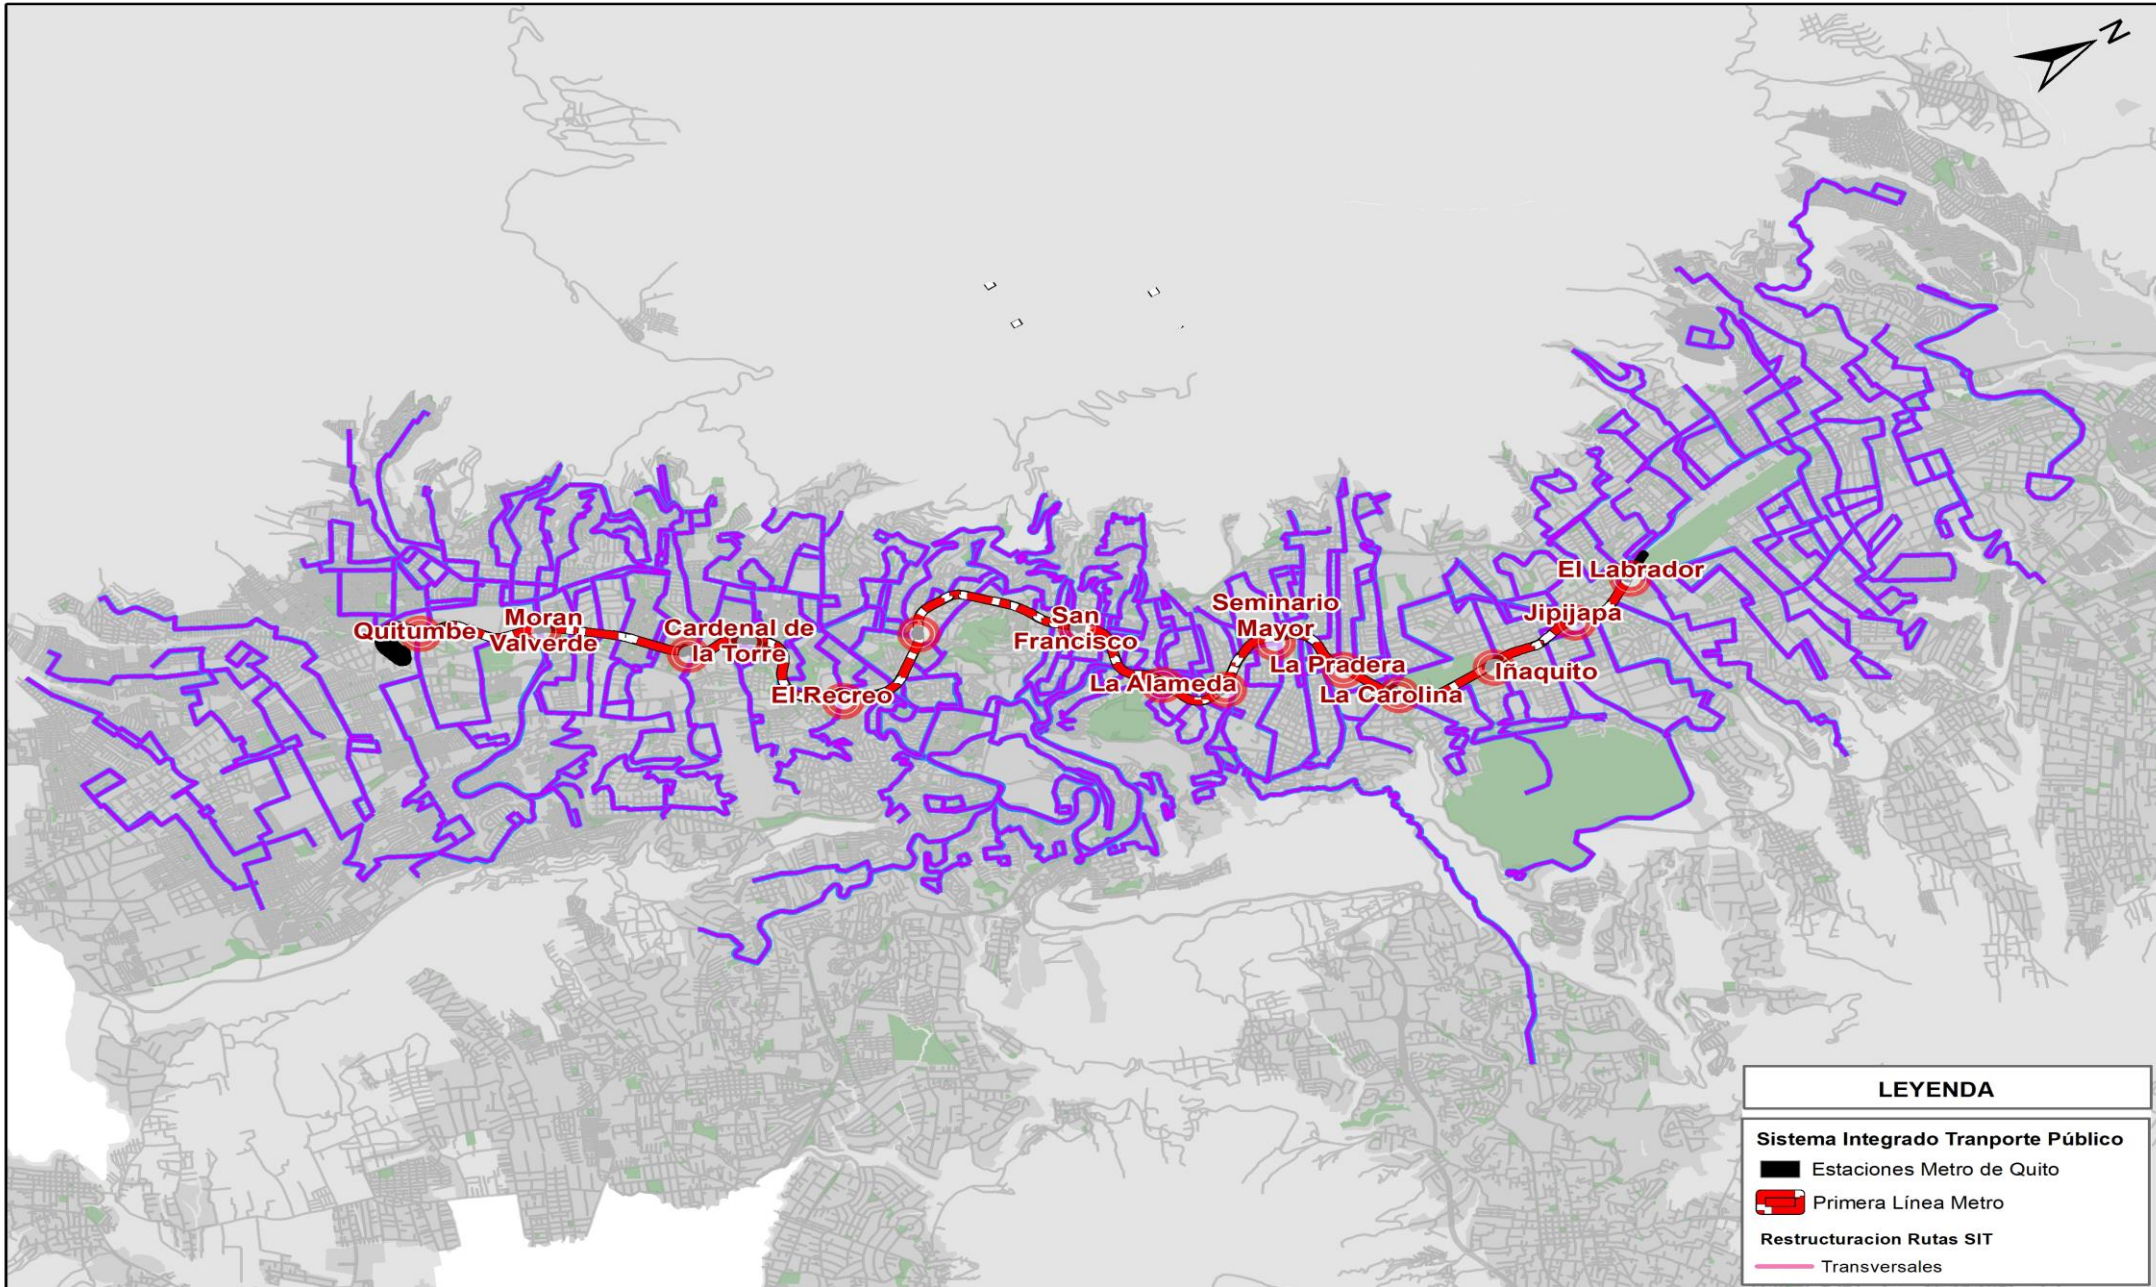 N
Quitumbe
Moran
Valverde
Cardenal de
la Torre
El Recreo
San
Francisco
La Alameda
Seminario
Mayor
La Pradera
La Carolina
Iñaquito
Jipijapa
El Labrador
LEYENDA
Sistema Integrado Tranporte Público
Estaciones Metro de Quito
Primera Línea Metro
Restructuracion Rutas SIT
Transversales